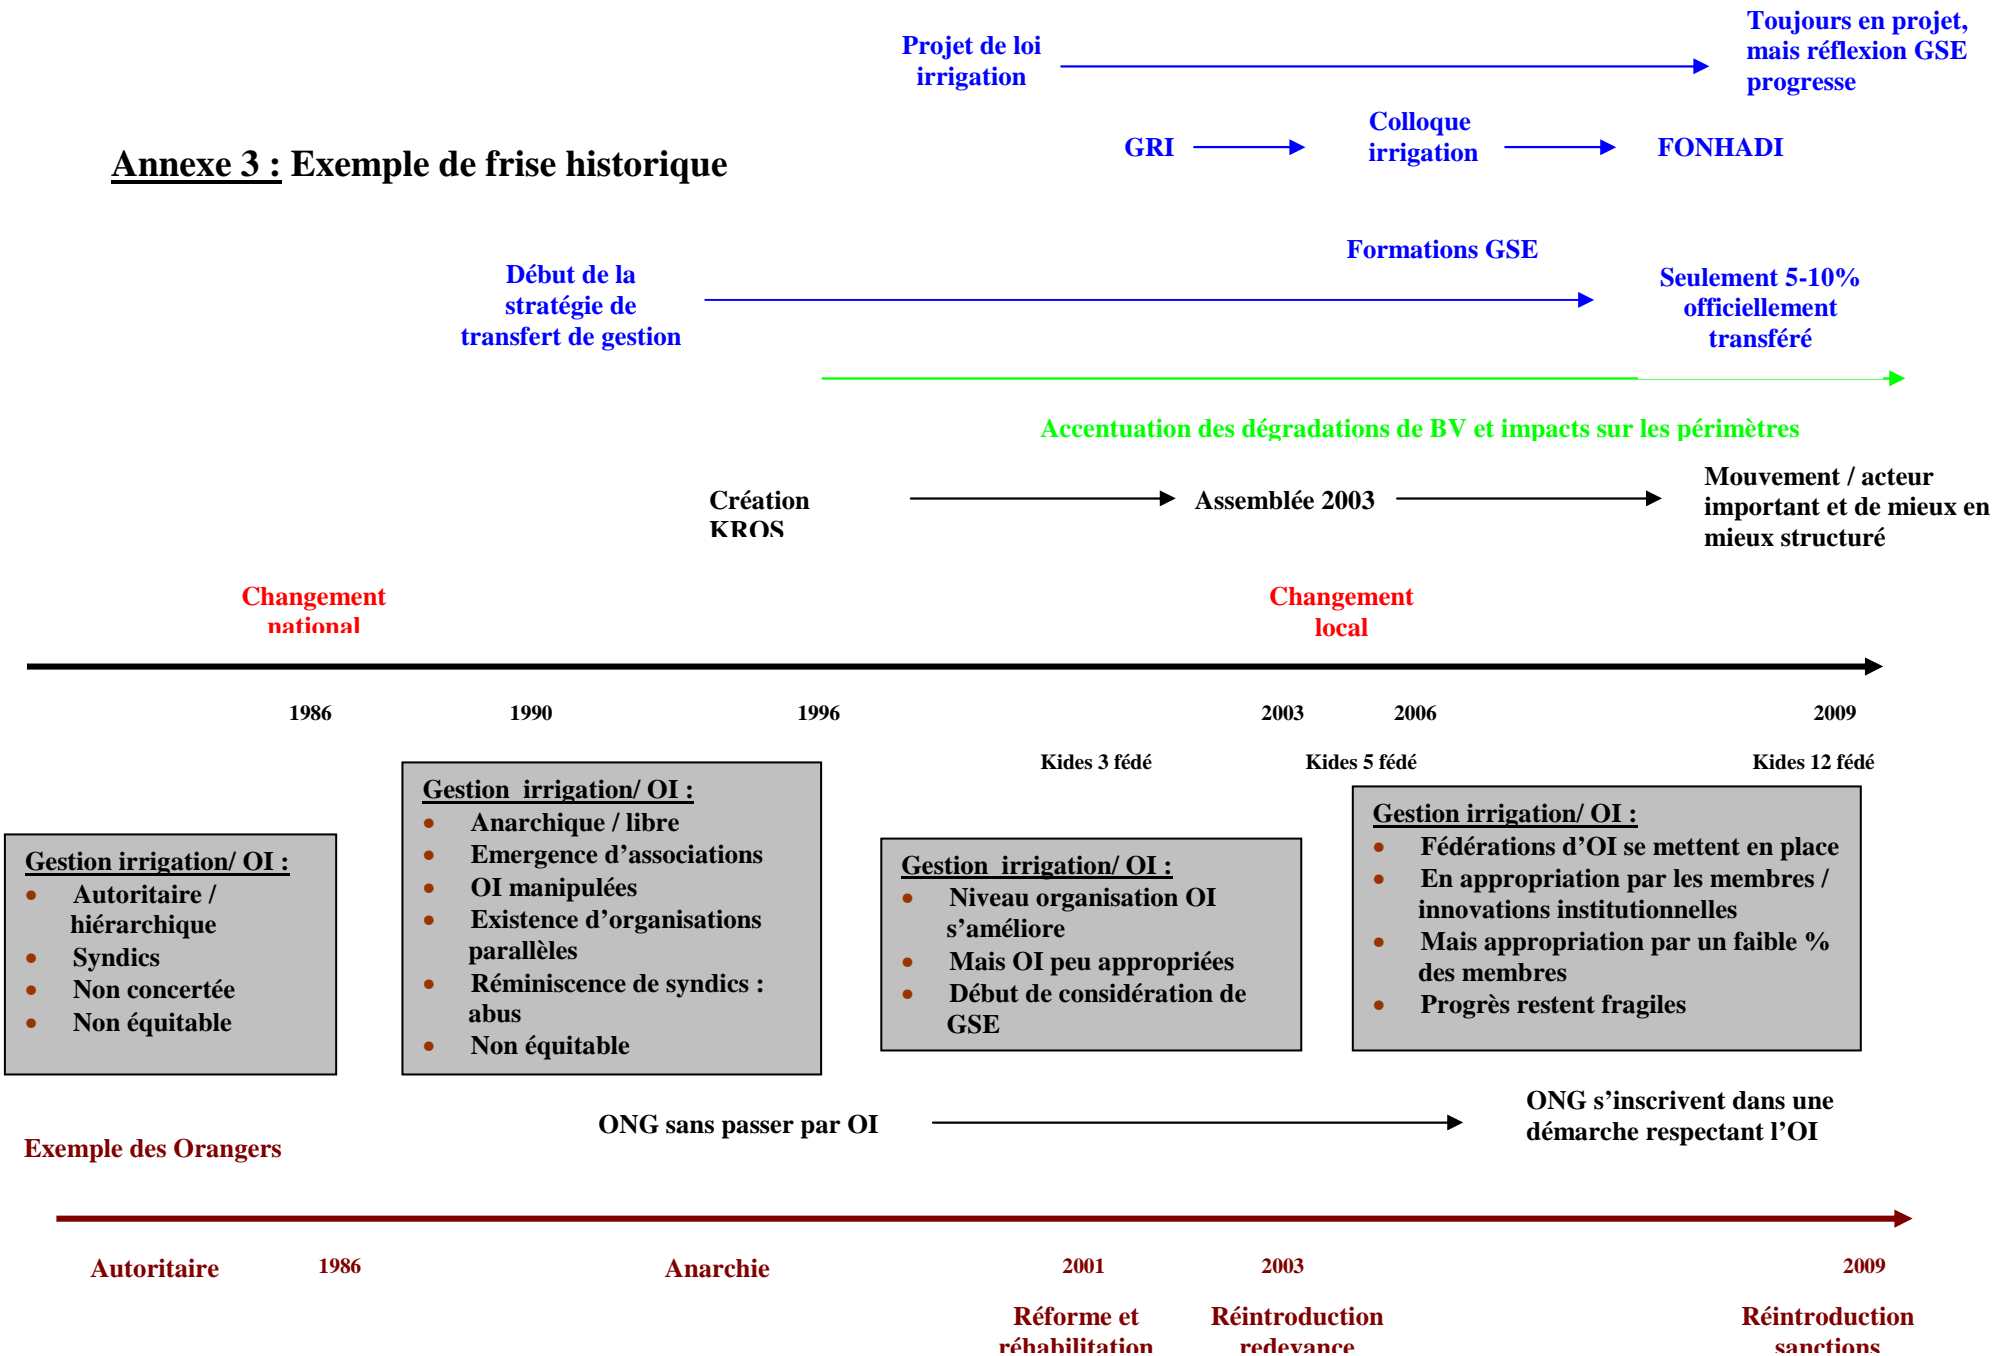 Projet de loi
irrigation
Toujours en projet,
mais réflexion GSE
progresse
GRI
Colloque
irrigation
FONHADI
Annexe 3 : Exemple de frise historique
Formations GSE
Début de la
stratégie de
transfert de gestion
Seulement 5-10%
officiellement
transféré
Accentuation des dégradations de BV et impacts sur les périmètres
Création
KROS
Assemblée 2003
Mouvement / acteur
important et de mieux en
mieux structuré
Changement
national
Changement
local
1986
1990
1996
2003
2006
2009
Kides 3 fédé
Kides 5 fédé
Kides 12 fédé
Gestion irrigation/ OI :
• Autoritaire /
hiérarchique
• Syndics
• Non concertée
• Non équitable
Gestion irrigation/ OI :
• Anarchique / libre
• Emergence d’associations
• OI manipulées
• Existence d’organisations
parallèles
• Réminiscence de syndics :
abus
• Non équitable
Gestion irrigation/ OI :
• Niveau organisation OI
s’améliore
• Mais OI peu appropriées
• Début de considération de
GSE
Gestion irrigation/ OI :
• Fédérations d’OI se mettent en place
• En appropriation par les membres /
innovations institutionnelles
• Mais appropriation par un faible %
des membres
• Progrès restent fragiles
ONG sans passer par OI
ONG s’inscrivent dans une
démarche respectant l’OI
Exemple des Orangers
Autoritaire
1986
Anarchie
2001
2003
2009
Réforme et
réhabilitation
Réintroduction
redevance
Réintroduction
sanctions